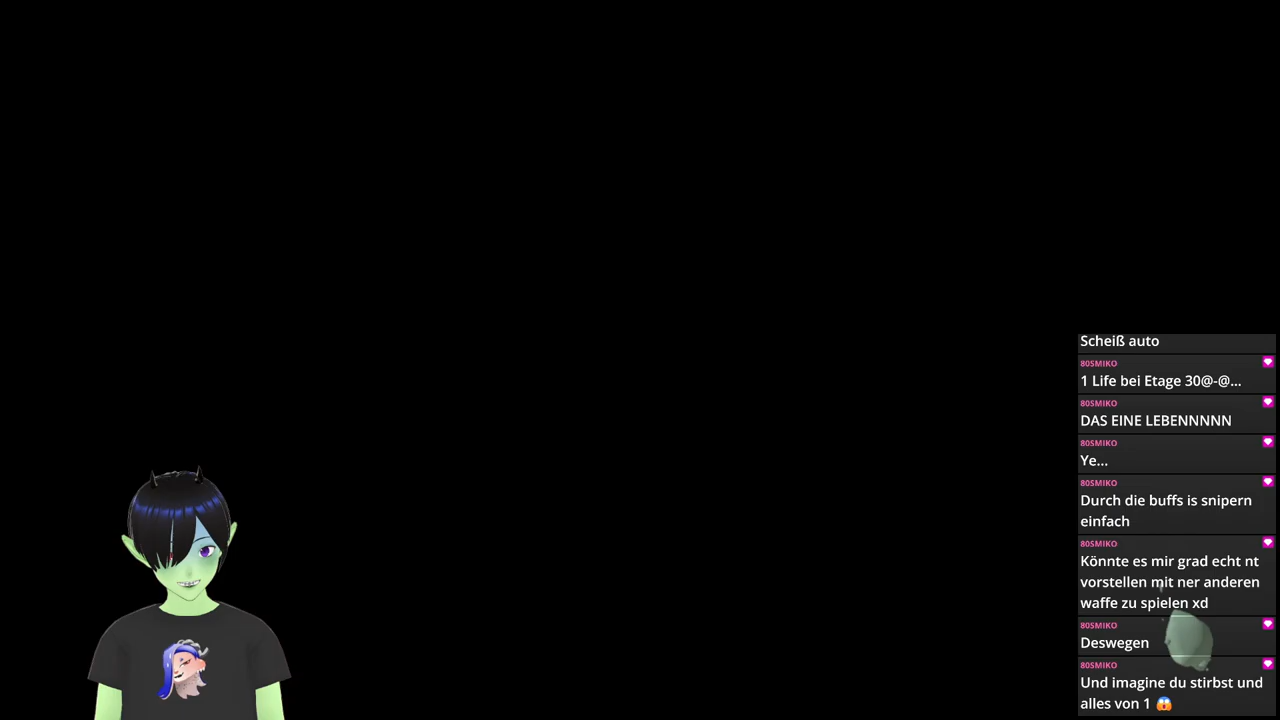 Scheiß auto
80SMIKO
1 Life bei Etage 30@-@...
80SMIKO
DAS EINE LEBENNNNN
80SMIKO
Ye...
80SMIKO
Durch die buffs is snipern
einfach
80SMIKO
Könnte es mir grad echt nt
vorstellen mit ner anderen
waffe zu spielen xd
80SMIKO
Deswegen
80SMIKO
Und imagine du stirbst und
alles von 1 😱